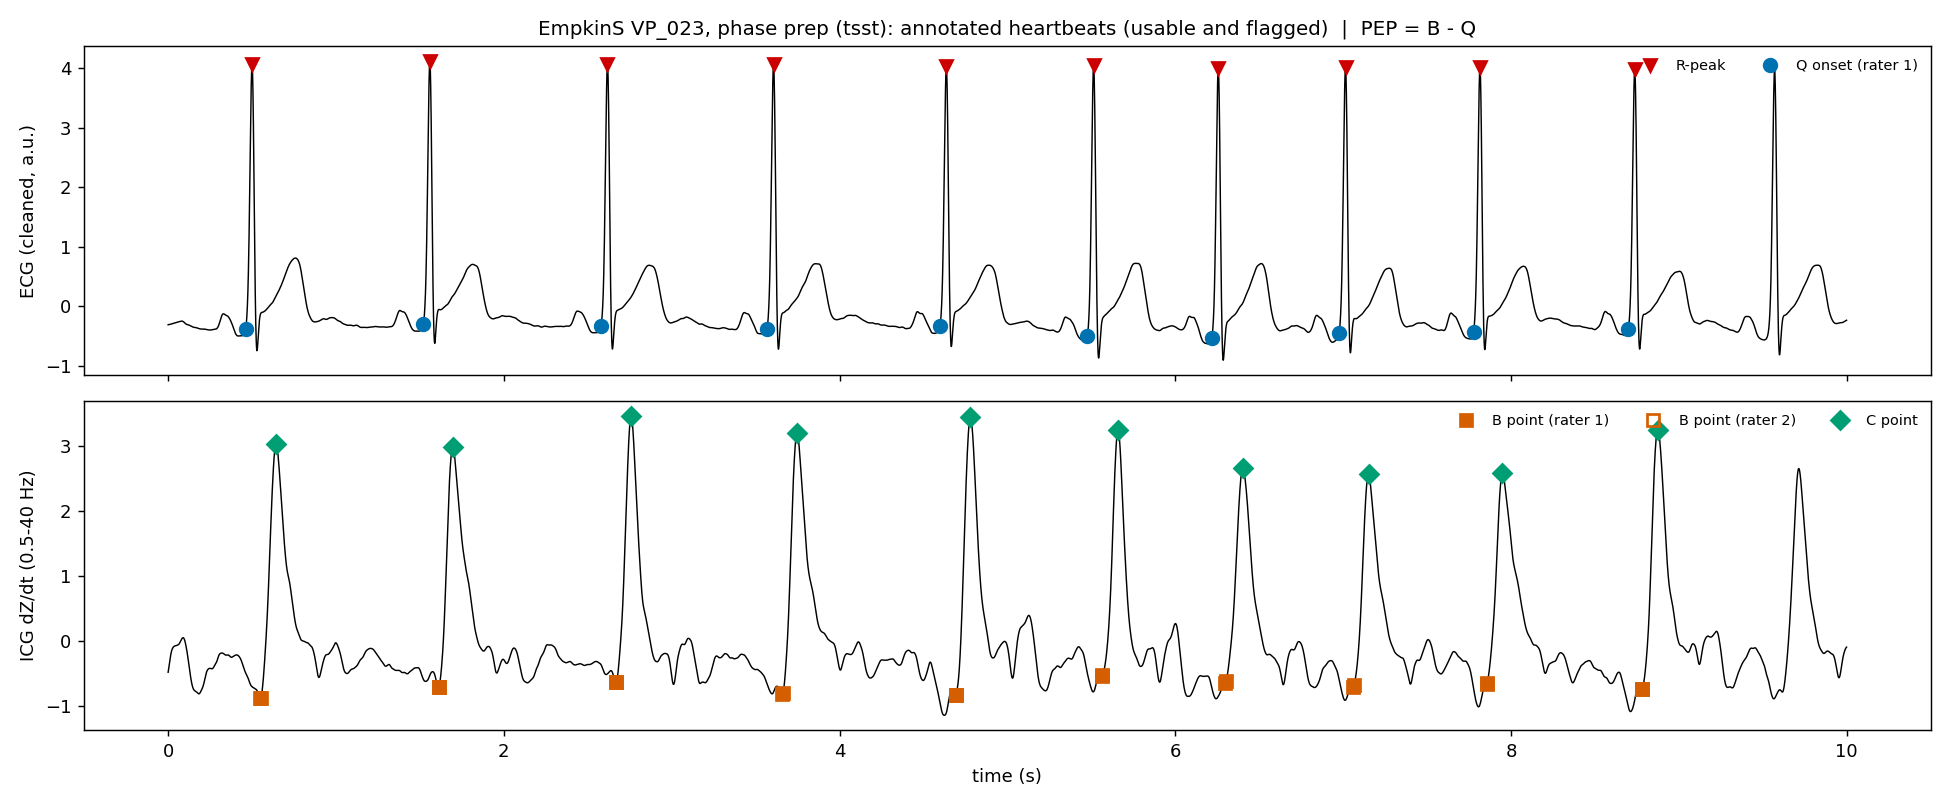 EmpkinS VP_023, phase prep (tsst): annotated heartbeats (usable and flagged)  |  PEP = B - Q
ECG (cleaned, a.u.)
4
3
2
1
0
−1
R-peak
Q onset (rater 1)
ICG dZ/dt (0.5-40 Hz)
3
2
1
0
−1
B point (rater 1)
B point (rater 2)
C point
0
2
4
6
8
10
time (s)